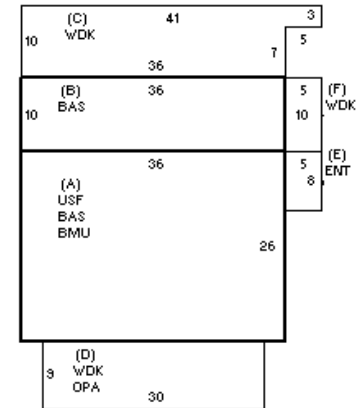 (C) 41 3
WDK
10 5
7
36
(B) 36 5 (F)
BAS WDK
10 10
36 5 (E)
ENT
8
(A)
USF
BAS
BMU
26
(D)
9 WDK
OPA
30